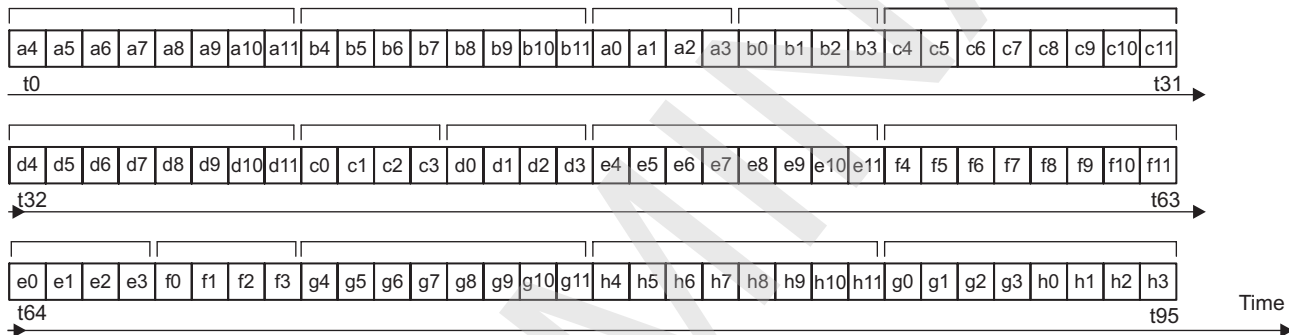 a4 a5 a6 a7 a8 a9 a10 a11 b4 b5 b6 b7 b8 b9 b10 b11 a0 a1 a2 a3 b0 b1 b2 b3 c4 c5 c6 c7 c8 c9 c10 c11
t0 t31
d4 d5 d6 d7 d8 d9 d10 d11 c0 c1 c2 c3 d0 d1 d2 d3 e4 e5 e6 e7 e8 e9 e10 e11 f4 f5 f6 f7 f8 f9 f10 f11
t32 t63
e0 e1 e2 e3 f0 f1 f2 f3 g4 g5 g6 g7 g8 g9 g10 g11 h4 h5 h6 h7 h8 h9 h10 h11 g0 g1 g2 g3 h0 h1 h2 h3
t64 t95 Time